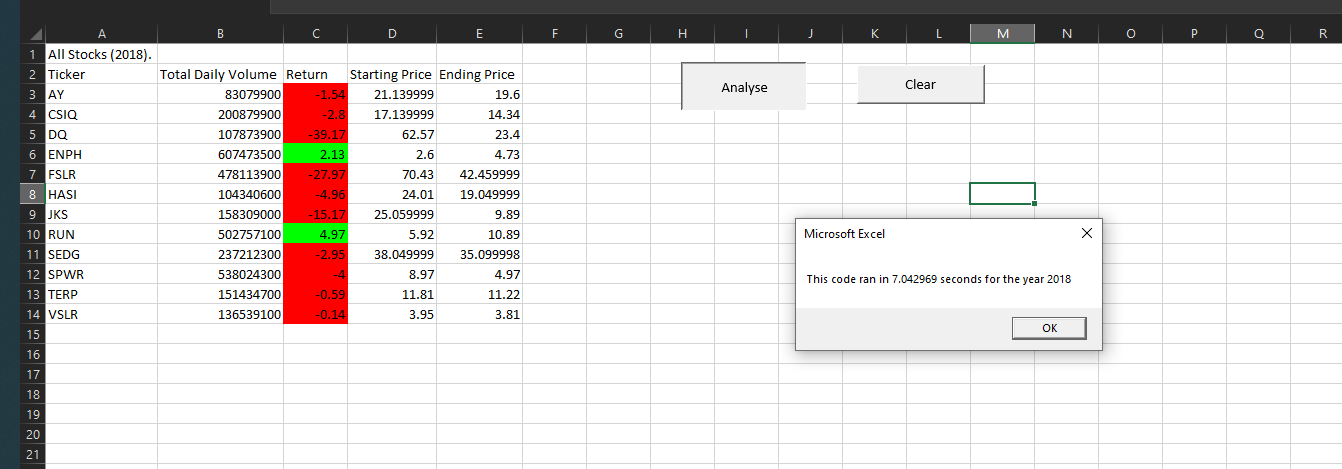 A B C D E F G H I J K L M N O P Q R
1 All Stocks (2018).
2 Ticker Total Daily Volume Return Starting Price Ending Price
3 AY 83079900 -1.54 21.139999 19.6
4 CSIQ 200879900 -2.8 17.139999 14.34
5 DQ 107873900 -39.17 62.57 23.4
6 ENPH 607473500 2.13 2.6 4.73
7 FSLR 478113900 -27.97 70.43 42.459999
8 HASI 104340600 -4.96 24.01 19.049999
9 JKS 158309000 -15.17 25.059999 9.89
10 RUN 502757100 4.97 5.92 10.89
11 SEDG 237212300 -2.95 38.049999 35.099998
12 SPWR 538024300 -4 8.97 4.97
13 TERP 151434700 -0.59 11.81 11.22
14 VSLR 136539100 -0.14 3.95 3.81
15
16
17
18
19
20
21
Analyse
Clear
Microsoft Excel
This code ran in 7.042969 seconds for the year 2018
OK